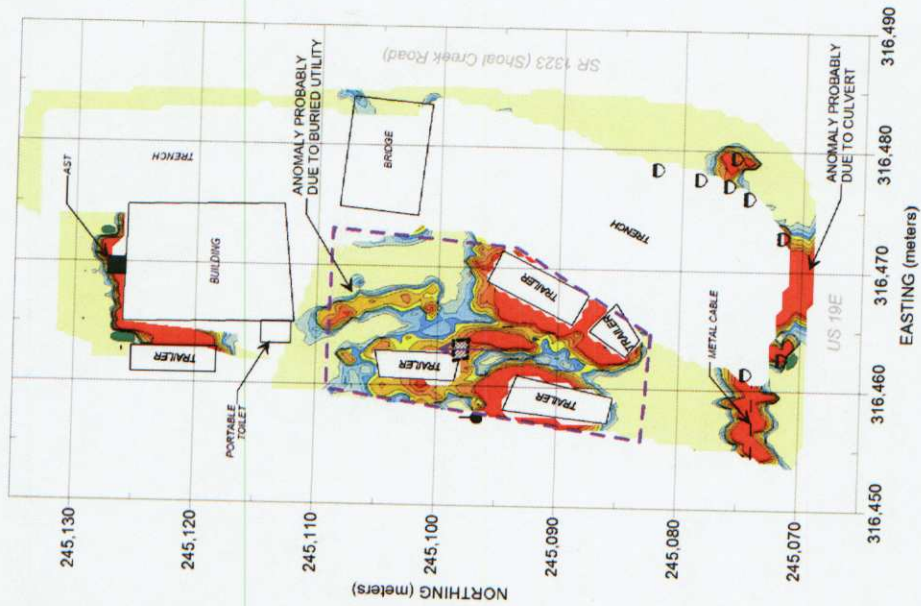 AST
TRENCH
ANOMALY PROBABLY
DUE TO BURIED UTILITY
SR 1323 (Shoal Creek Road)
BUILDING
BRIDGE
TRAILER
PORTABLE
TOILET
TRAILER
TRAILER
TRAILER
TRAILER
TRENCH
METAL CABLE
D
D
D
D
D
D
D
D
D
US 19E
ANOMALY PROBABLY
DUE TO CULVERT
245,130
245,120
245,110
245,100
245,090
245,080
245,070
NORTHING (meters)
316,450
316,460
316,470
316,480
316,490
EASTING (meters)